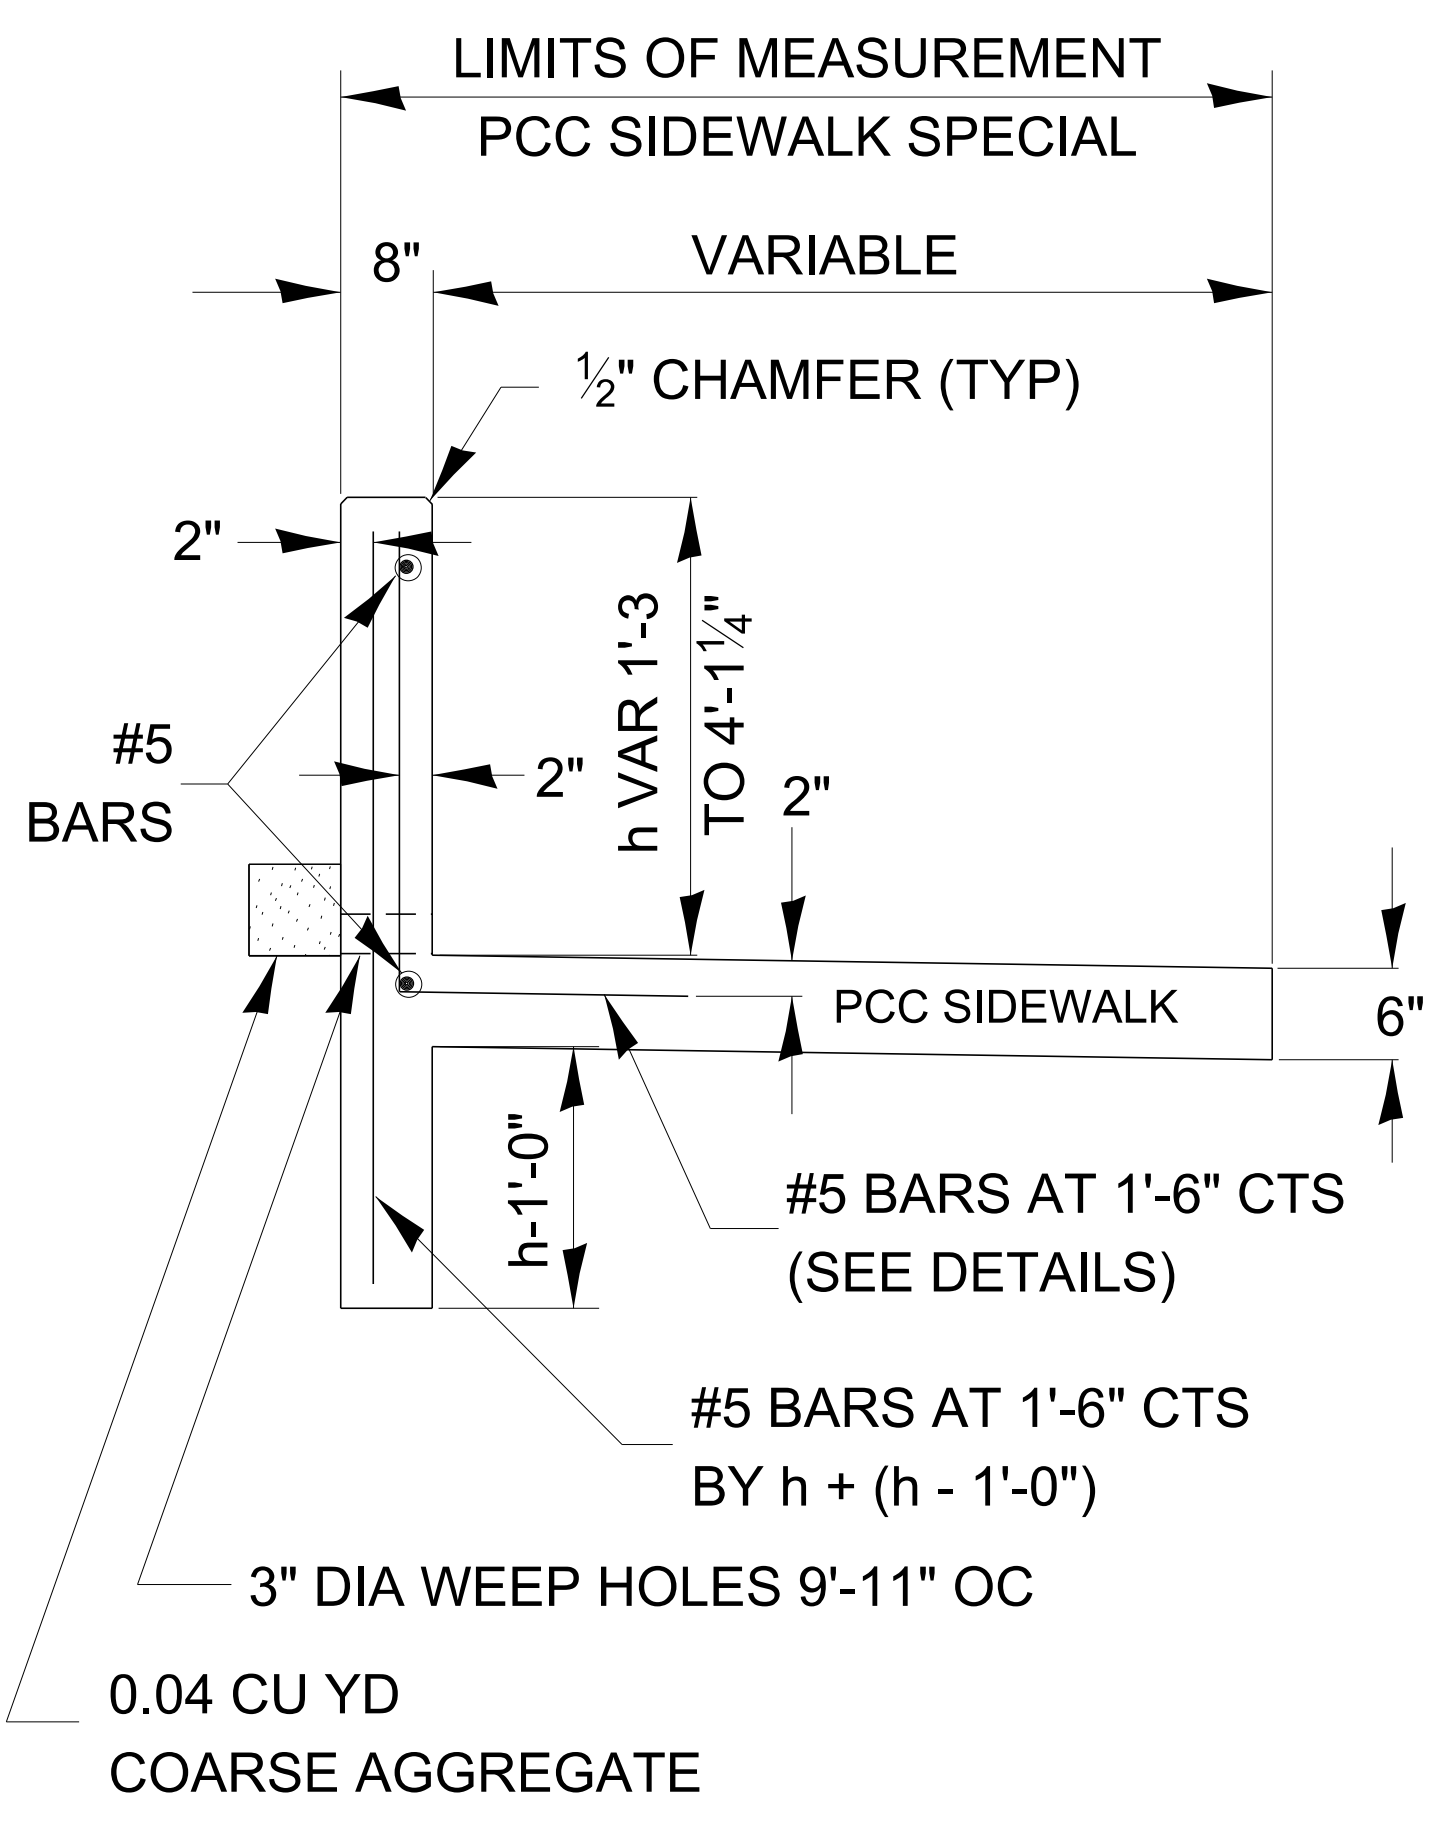 LIMITS OF MEASUREMENT
PCC SIDEWALK SPECIAL
8"
VARIABLE
½" CHAMFER (TYP)
2"
h VAR 1'-3
TO 4'-1¼"
#5
BARS
2"
2"
PCC SIDEWALK
6"
h-1'-0"
#5 BARS AT 1'-6" CTS
(SEE DETAILS)
#5 BARS AT 1'-6" CTS
BY h + (h - 1'-0")
3" DIA WEEP HOLES 9'-11" OC
0.04 CU YD
COARSE AGGREGATE